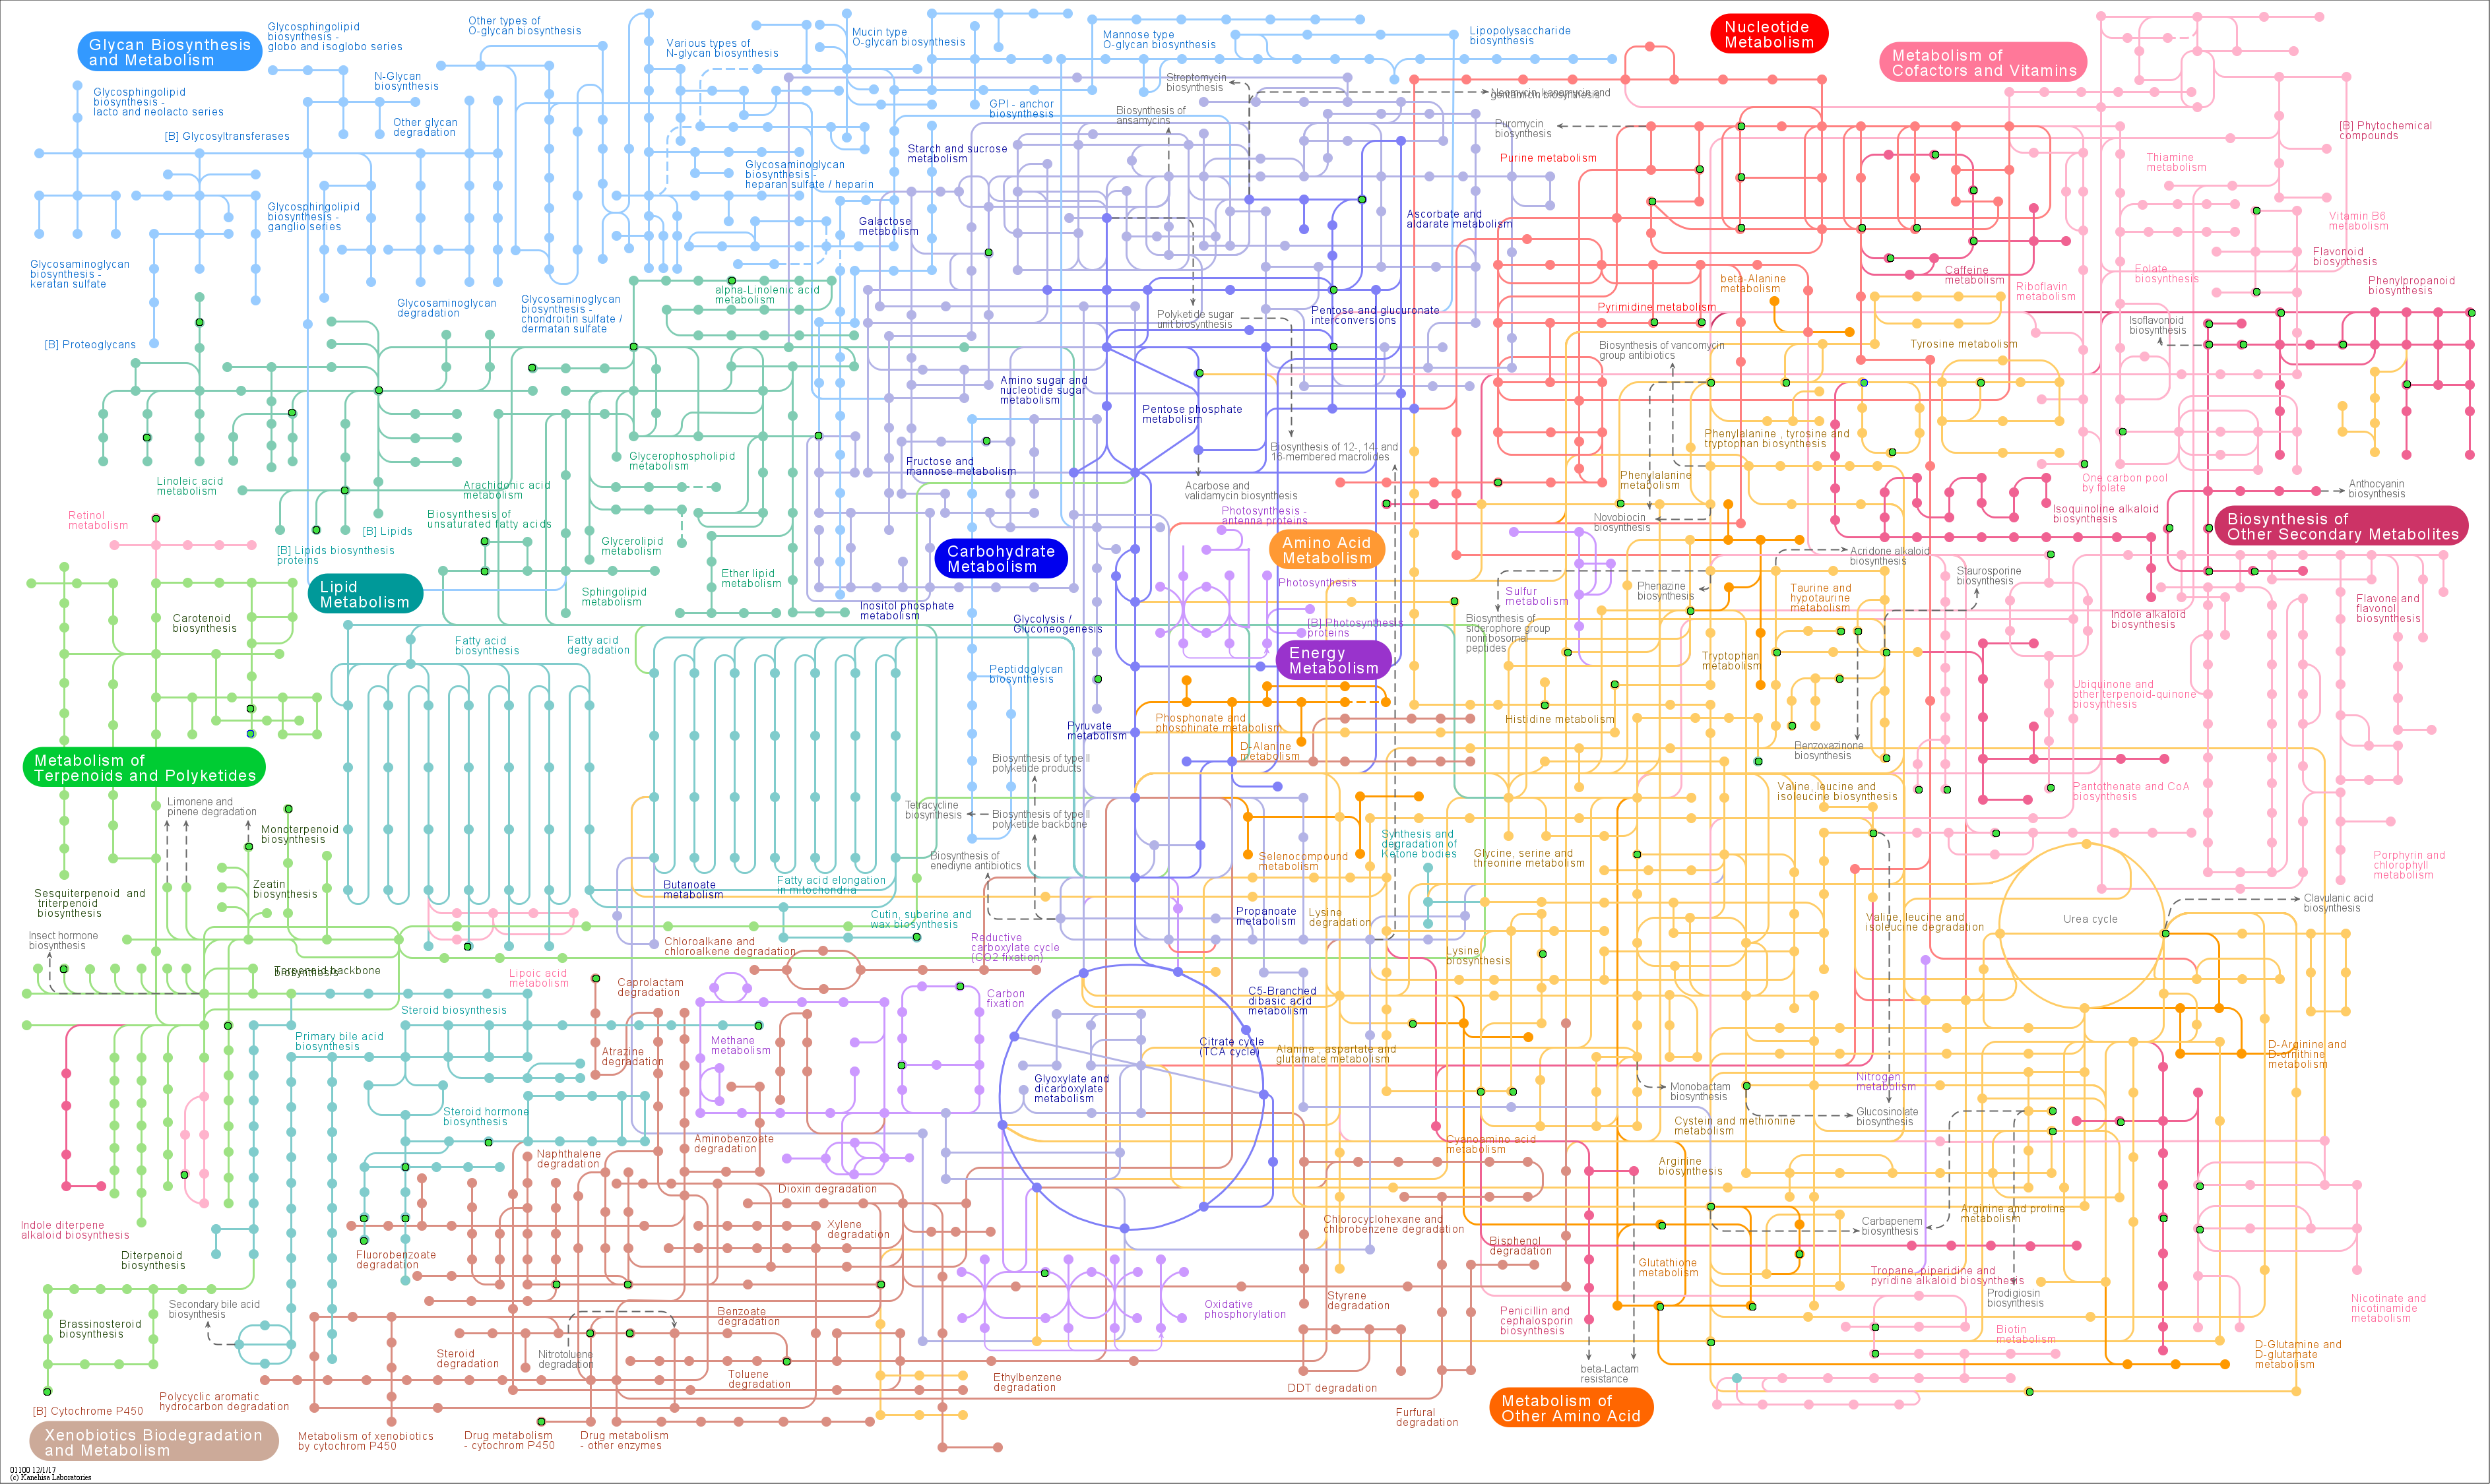 Glycan Biosynthesis
and Metabolism
Glycosphingolipid
biosynthesis -
globo and isoglobo series
Other types of
O-glycan biosynthesis
Various types of
N-glycan biosynthesis
Mucin type
O-glycan biosynthesis
Mannose type
O-glycan biosynthesis
Lipopolysaccharide
biosynthesis
Nucleotide
Metabolism
Metabolism of
Cofactors and Vitamins
N-Glycan
biosynthesis
Glycosphingolipid
biosynthesis -
lacto and neolacto series
[B] Glycosyltransferases
Other glycan
degradation
GPI - anchor
biosynthesis
Streptomycin
biosynthesis
Neomycin, kanamycin and
gentamicin biosynthesis
Biosynthesis of
ansamycins
Puromycin
biosynthesis
[B] Phytochemical
compounds
Starch and sucrose
metabolism
Purine metabolism
Thiamine
metabolism
Glycosaminoglycan
biosynthesis -
heparan sulfate / heparin
Glycosphingolipid
biosynthesis -
ganglio series
Galactose
metabolism
Ascorbate and
aldarate metabolism
Vitamin B6
metabolism
Glycosaminoglycan
biosynthesis -
keratan sulfate
Flavonoid
biosynthesis
Caffeine
metabolism
Folate
biosynthesis
beta-Alanine
metabolism
Riboflavin
metabolism
Phenylpropanoid
biosynthesis
alpha-Linolenic acid
metabolism
Glycosaminoglycan
degradation
Glycosaminoglycan
biosynthesis -
chondroitin sulfate /
dermatan sulfate
Polyketide sugar
unit biosynthesis
Pentose and glucuronate
interconversions
Pyrimidine metabolism
Isoflavonoid
biosynthesis
[B] Proteoglycans
Biosynthesis of vancomycin
group antibiotics
Tyrosine metabolism
Amino sugar and
nucleotide sugar
metabolism
Pentose phosphate
metabolism
Phenylalanine , tyrosine and
tryptophan biosynthesis
Biosynthesis of 12-, 14- and
16-membered macrolides
Glycerophospholipid
metabolism
Fructose and
mannose metabolism
Linoleic acid
metabolism
Arachidonic acid
metabolism
Acarbose and
validamycin biosynthesis
Phenylalanine
metabolism
One carbon pool
by folate
Anthocyanin
biosynthesis
Retinol
metabolism
Biosynthesis of
unsaturated fatty acids
[B] Lipids
Photosynthesis -
antenna proteins
Novobiocin
biosynthesis
Isoquinoline alkaloid
biosynthesis
Biosynthesis of
Other Secondary Metabolites
[B] Lipids biosynthesis
proteins
Glycerolipid
metabolism
Carbohydrate
Metabolism
Amino Acid
Metabolism
Acridone alkaloid
biosynthesis
Lipid
Metabolism
Ether lipid
metabolism
Sphingolipid
metabolism
Photosynthesis
Staurosporine
biosynthesis
Phenazine
biosynthesis
Sulfur
metabolism
Taurine and
hypotaurine
metabolism
Carotenoid
biosynthesis
Inositol phosphate
metabolism
Glycolysis /
Gluconeogenesis
[B] Photosynthesis
proteins
Biosynthesis of
siderophore group
nonribosomal
peptides
Indole alkaloid
biosynthesis
Flavone and
flavonol
biosynthesis
Fatty acid
biosynthesis
Fatty acid
degradation
Energy
Metabolism
Tryptophan
metabolism
Peptidoglycan
biosynthesis
Ubiquinone and
other terpenoid-quinone
biosynthesis
Pyruvate
metabolism
Phosphonate and
phosphinate metabolism
Histidine metabolism
D-Alanine
metabolism
Benzoxazinone
biosynthesis
Metabolism of
Terpenoids and Polyketides
Biosynthesis of type II
polyketide products
Valine, leucine and
isoleucine biosynthesis
Pantothenate and CoA
biosynthesis
Limonene and
pinene degradation
Tetracycline
biosynthesis
Biosynthesis of type II
polyketide backbone
Monoterpenoid
biosynthesis
Synthesis and
degradation of
Ketone bodies
Biosynthesis of
enediyne antibiotics
Selenocompound
metabolism
Glycine, serine and
threonine metabolism
Porphyrin and
chlorophyll
metabolism
Sesquiterpenoid and
triterpenoid
biosynthesis
Zeatin
biosynthesis
Butanoate
metabolism
Fatty acid elongation
in mitochondria
Clavulanic acid
biosynthesis
Cutin, suberine and
wax biosynthesis
Propanoate
metabolism
Lysine
degradation
Valine, leucine and
isoleucine degradation
Urea cycle
Insect hormone
biosynthesis
Chloroalkane and
chloroalkene degradation
Reductive
carboxylate cycle
(CO2 fixation)
Lysine
biosynthesis
Terpenoid backbone
biosynthesis
Lipoic acid
metabolism
Caprolactam
degradation
Carbon
fixation
C5-Branched
dibasic acid
metabolism
Steroid biosynthesis
Primary bile acid
biosynthesis
Methane
metabolism
Atrazine
degradation
Citrate cycle
(TCA cycle)
Alanine , aspartate and
glutamate metabolism
D-Arginine and
D-ornithine
metabolism
Glyoxylate and
dicarboxylate
metabolism
Nitrogen
metabolism
Monobactam
biosynthesis
Steroid hormone
biosynthesis
Glucosinolate
biosynthesis
Cystein and methionine
metabolism
Aminobenzoate
degradation
Cyanoamino acid
metabolism
Naphthalene
degradation
Arginine
biosynthesis
Dioxin degradation
Indole diterpene
alkaloid biosynthesis
Xylene
degradation
Chlorocyclohexane and
chlorobenzene degradation
Arginine and proline
metabolism
Carbapenem
biosynthesis
Diterpenoid
biosynthesis
Fluorobenzoate
degradation
Bisphenol
degradation
Glutathione
metabolism
Tropane, piperidine and
pyridine alkaloid biosynthesis
Prodigiosin
biosynthesis
Secondary bile acid
biosynthesis
Styrene
degradation
Oxidative
phosphorylation
Benzoate
degradation
Penicillin and
cephalosporin
biosynthesis
Nicotinate and
nicotinamide
metabolism
Brassinosteroid
biosynthesis
Biotin
metabolism
Steroid
degradation
Nitrotoluene
degradation
D-Glutamine and
D-glutamate
metabolism
Toluene
degradation
Ethylbenzene
degradation
beta-Lactam
resistance
DDT degradation
Polycyclic aromatic
hydrocarbon degradation
Metabolism of
Other Amino Acid
[B] Cytochrome P450
Furfural
degradation
Xenobiotics Biodegradation
and Metabolism
Metabolism of xenobiotics
by cytochrom P450
Drug metabolism
- cytochrom P450
Drug metabolism
- other enzymes
01100 12/1/17
(c) Kanehisa Laboratories